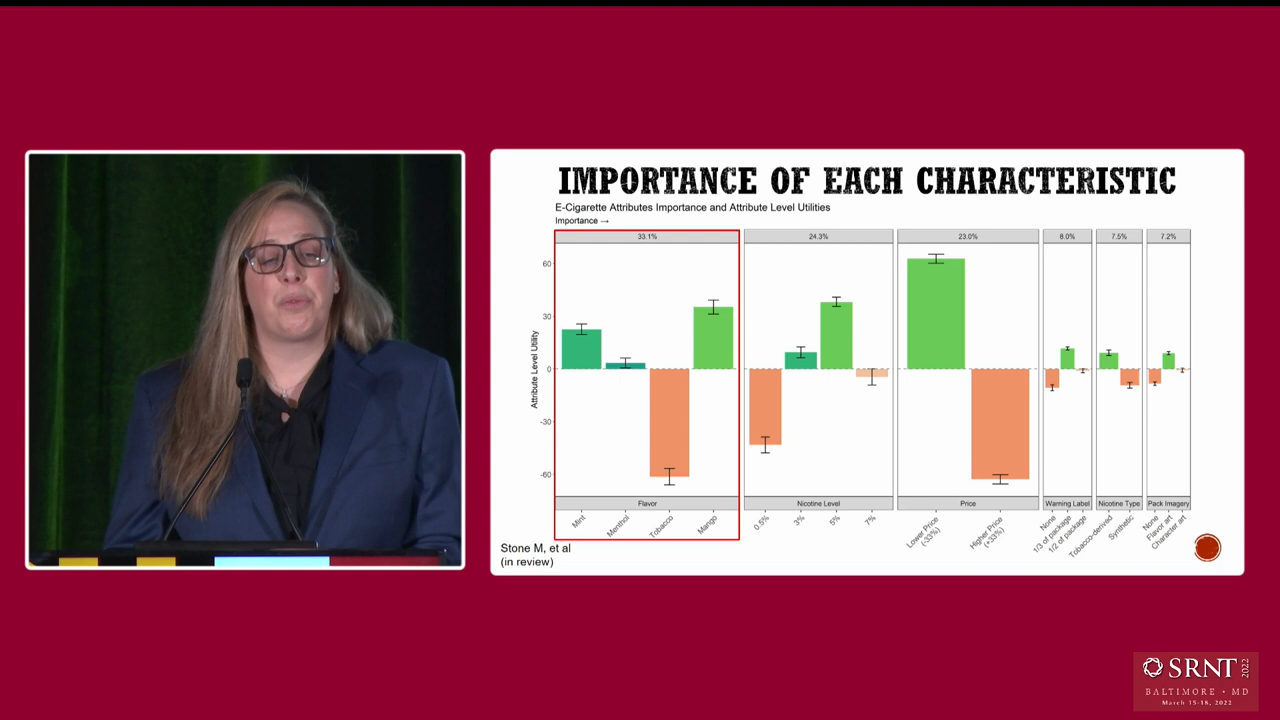 IMPORTANCE OF EACH CHARACTERISTIC
E-Cigarette Attributes Importance and Attribute Level Utilities
Importance →
33.1%
24.3%
23.0%
8.0%
7.5%
7.2%
Attribute Level Utility
60
30
0
-30
-60
Flavor
Nicotine Level
Price
Warning Label
Nicotine Type
Pack Imagery
Mint
Menthol
Tobacco
Mango
0.5%
3%
5%
7%
Lower Price
(-33%)
Higher Price
(+33%)
None
1/3 of package
1/2 of package
Tobacco-derived
Synthetic
None
Flavor art
Character art
Stone M, et al
(in review)
SRNT 2022
BALTIMORE • MD
March 15-18, 2022